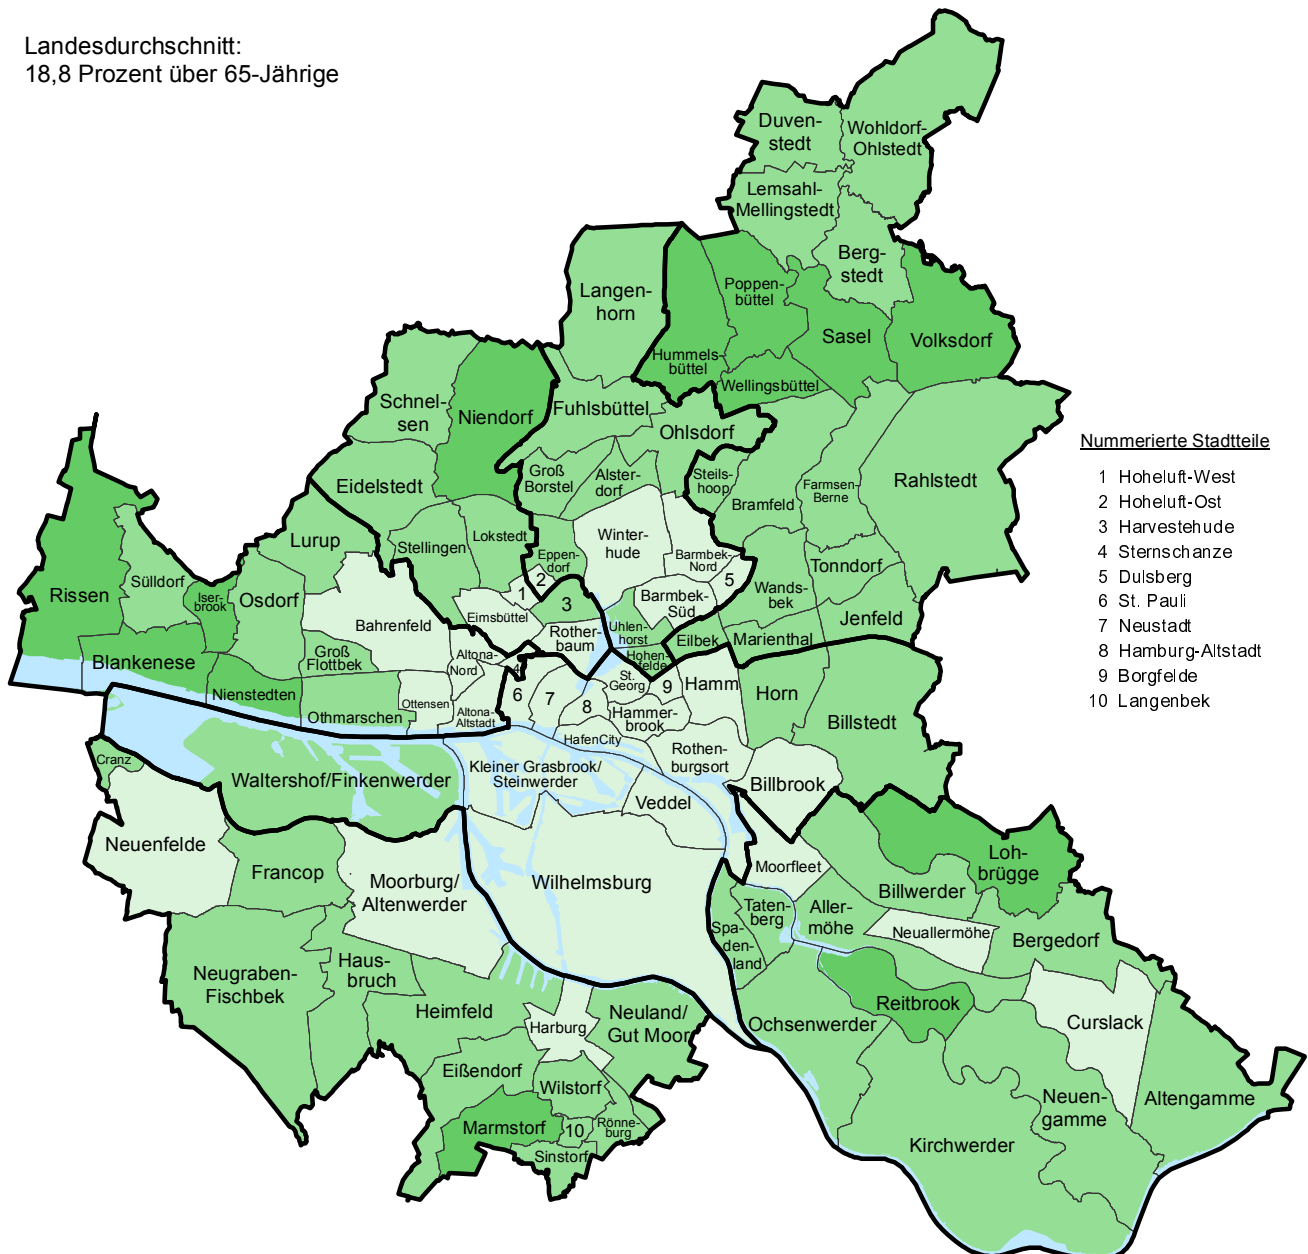 Landesdurchschnitt:
18,8 Prozent über 65-Jährige
Duven-
stedt
Wohldorf-
Ohlstedt
Lemsahl-
Mellingstedt
Berg-
stedt
Langen-
horn
Poppen-
büttel
Hummels-
büttel
Sasel
Volksdorf
Wellingsbüttel
Schnel-
sen
Niendorf
Fuhlsbüttel
Ohlsdorf
Eidelstedt
Groß
Borstel
Alster-
dorf
Steils-
hoop
Bramfeld
Farmsen-
Berne
Rahlstedt
Nummerierte Stadtteile
1 Hoheluft-West
2 Hoheluft-Ost
3 Harvestehude
4 Sternschanze
5 Dulsberg
6 St. Pauli
7 Neustadt
8 Hamburg-Altstadt
9 Borgfelde
10 Langenbek
Lurup
Stellingen
Lokstedt
Eppen-
dorf
Winter-
hude
Barmbek-
Nord
5
Tonndorf
Wands-
bek
Rissen
Sülldorf
Iser-
brook
Osdorf
Bahrenfeld
Eimsbüttel
1
2
3
Rother-
baum
Barmbek-
Süd
Uhlen-
horst
Eilbek
Marienthal
Jenfeld
Blankenese
Nienstedten
Groß
Flottbek
Othmarschen
Ottensen
Altona-
Nord
Altona-
Altstadt
4
6
7
8
9
St.
Georg
Hohen-
felde
Hamm
Horn
Billstedt
Hammer-
brook
HafenCity
Rothen-
burgsort
Billbrook
Cranz
Waltershof/Finkenwerder
Kleiner Grasbrook/
Steinwerder
Veddel
Neuenfelde
Francop
Moorburg/
Altenwerder
Wilhelmsburg
Moorfleet
Loh-
brügge
Billwerder
Taten-
berg
Aller-
möhe
Neuallermöhe
Bergedorf
Spa-
den-
land
Neugraben-
Fischbek
Haus-
bruch
Heimfeld
Harburg
Neuland/
Gut Moor
Ochsenwerder
Reitbrook
Curslack
Eißendorf
Wilstorf
Neuen-
gamme
Altengamme
Marmstorf
10
Rönne-
burg
Sinstorf
Kirchwerder